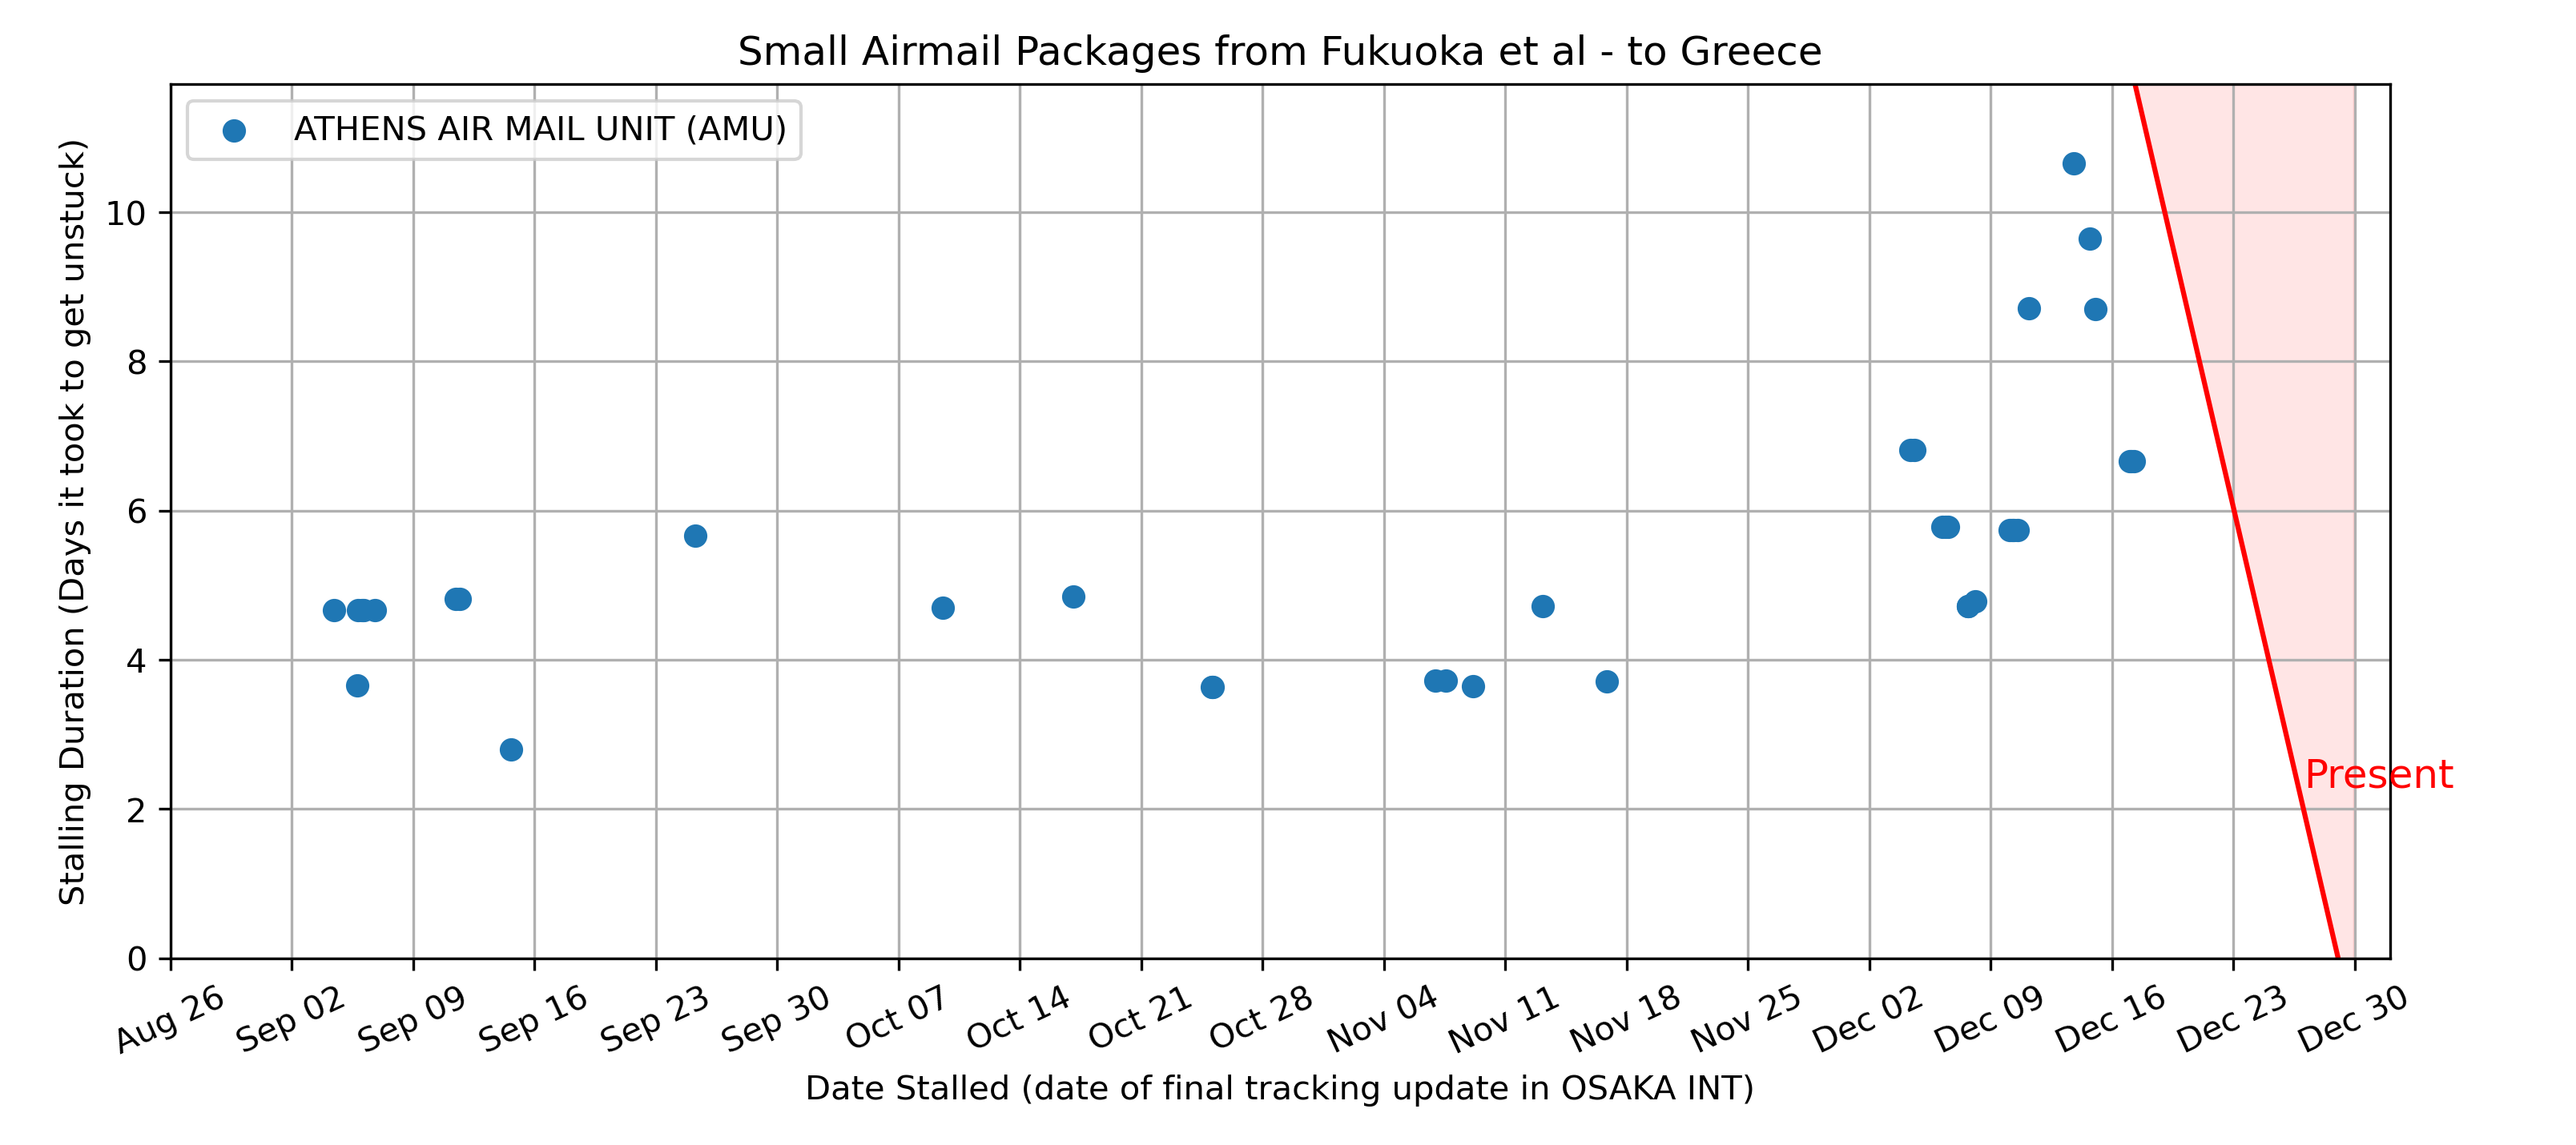 Small Airmail Packages from Fukuoka et al - to Greece
ATHENS AIR MAIL UNIT (AMU)
Stalling Duration (Days it took to get unstuck)
10
8
6
4
2
0
Present
Aug 26
Sep 02
Sep 09
Sep 16
Sep 23
Sep 30
Oct 07
Oct 14
Oct 21
Oct 28
Nov 04
Nov 11
Nov 18
Nov 25
Dec 02
Dec 09
Dec 16
Dec 23
Dec 30
Date Stalled (date of final tracking update in OSAKA INT)